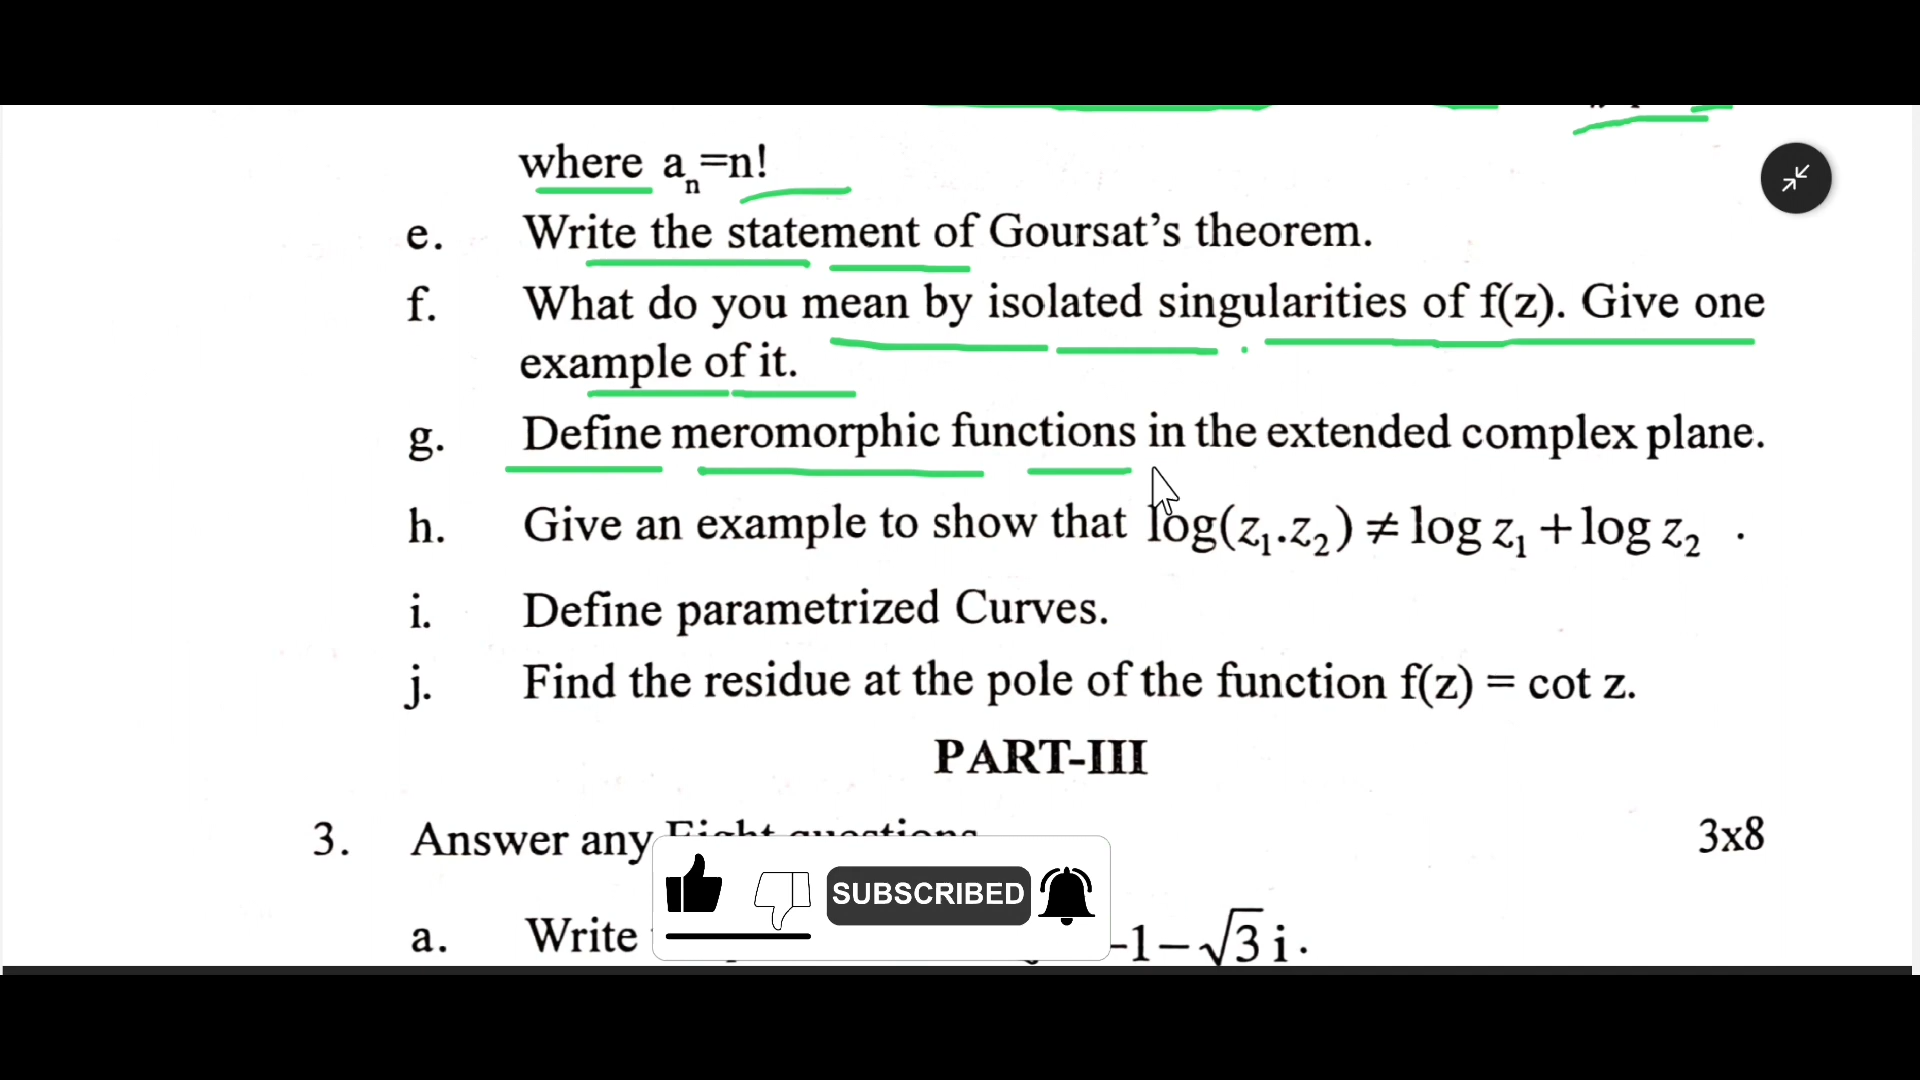 where aₙ=n!
e. Write the statement of Goursat’s theorem.
f. What do you mean by isolated singularities of f(z). Give one
example of it.
g. Define meromorphic functions in the extended complex plane.
h. Give an example to show that log(z₁.z₂) ≠ log z₁ + log z₂ .
i. Define parametrized Curves.
j. Find the residue at the pole of the function f(z) = cot z.
PART-III
3. Answer any Eight questions 3x8
SUBSCRIBED
a. Write –1–√3 i.